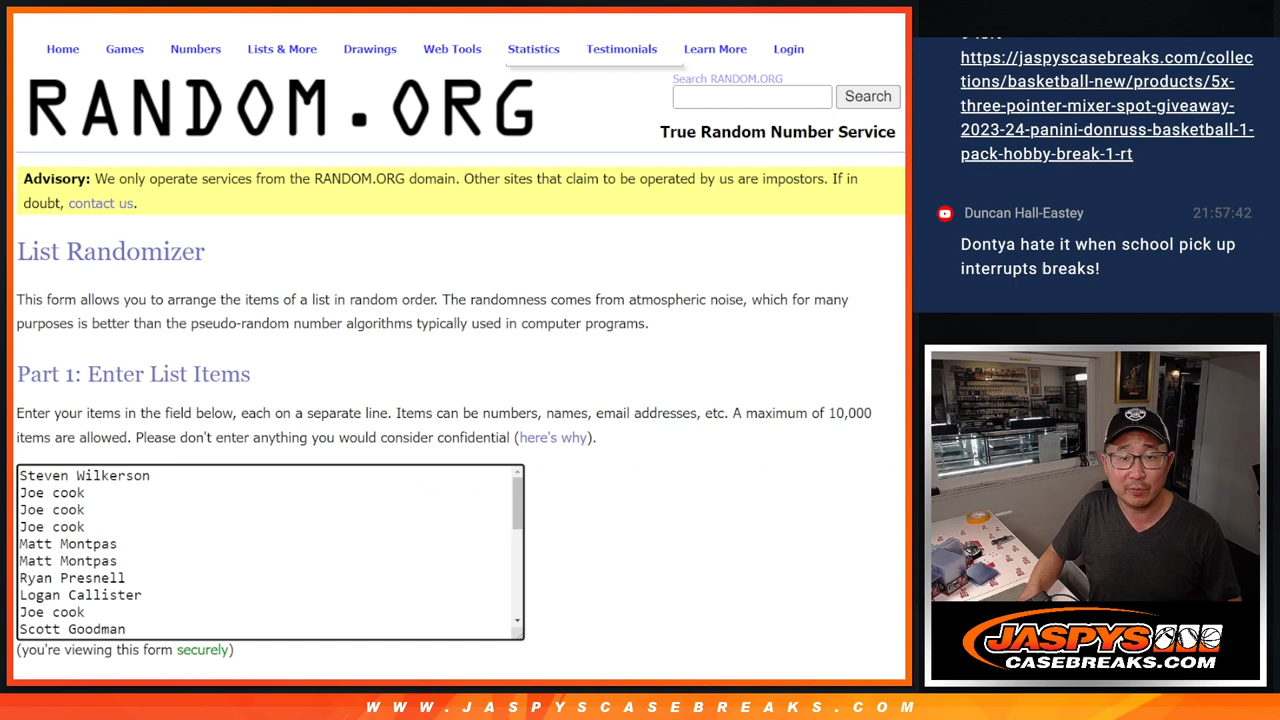 Home Games Numbers Lists & More Drawings Web Tools Statistics Testimonials Learn More Login
RANDOM.ORG
Search RANDOM.ORG
Search
True Random Number Service
Advisory: We only operate services from the RANDOM.ORG domain. Other sites that claim to be operated by us are impostors. If in
doubt, contact us.
List Randomizer
This form allows you to arrange the items of a list in random order. The randomness comes from atmospheric noise, which for many
purposes is better than the pseudo-random number algorithms typically used in computer programs.
Part 1: Enter List Items
Enter your items in the field below, each on a separate line. Items can be numbers, names, email addresses, etc. A maximum of 10,000
items are allowed. Please don't enter anything you would consider confidential (here's why).
Steven Wilkerson
Joe cook
Joe cook
Joe cook
Matt Montpas
Matt Montpas
Ryan Presnell
Logan Callister
Joe cook
Scott Goodman
(you're viewing this form securely)
https://jaspyscasebreaks.com/collec
tions/basketball-new/products/5x-
three-pointer-mixer-spot-giveaway-
2023-24-panini-donruss-basketball-1-
pack-hobby-break-1-rt
Duncan Hall-Eastey 21:57:42
Dontya hate it when school pick up
interrupts breaks!
JASPYS
CASEBREAKS.COM
WWW.JASPYSCASEBREAKS.COM